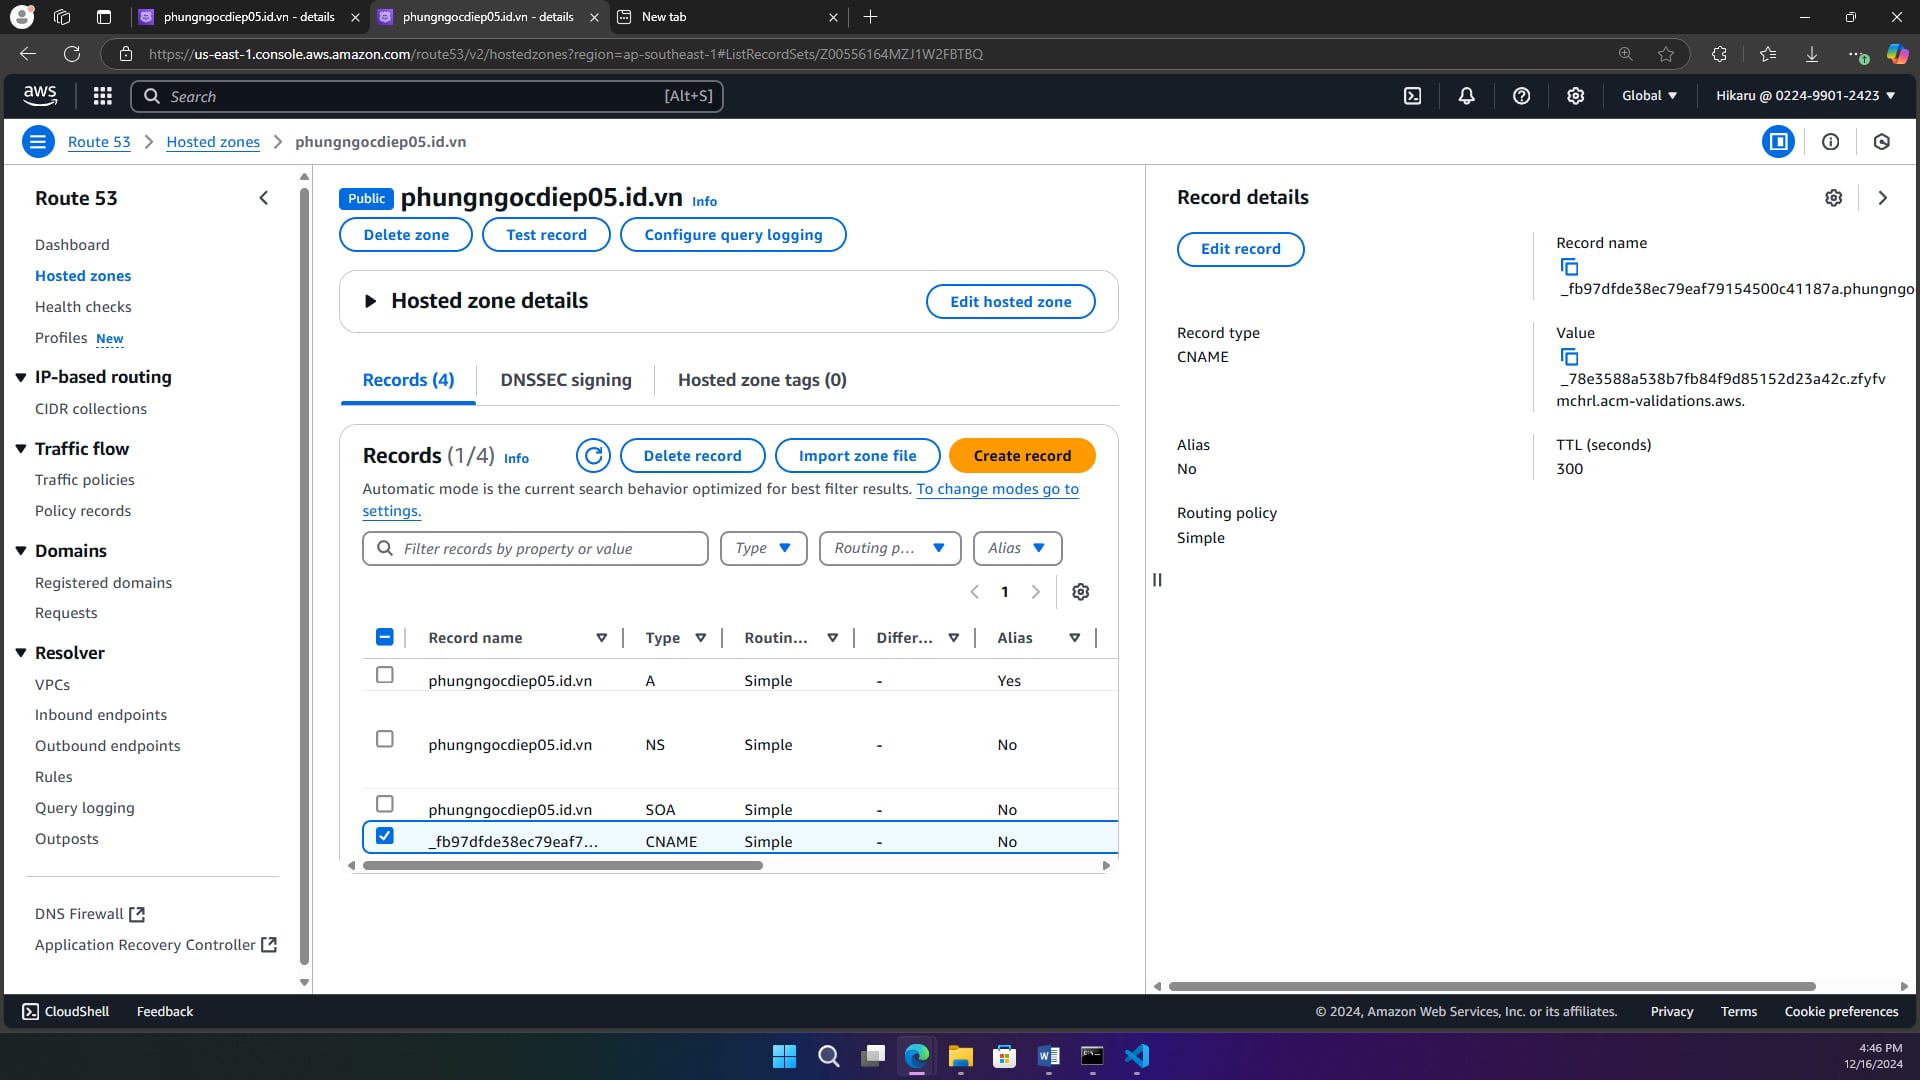 phungngocdiep05.id.vn - details
phungngocdiep05.id.vn - details
New tab
https://us-east-1.console.aws.amazon.com/route53/v2/hostedzones?region=ap-southeast-1#ListRecordSets/Z00556164MZJ1W2FBTBQ
aws
Search
[Alt+S]
Global
Hikaru @ 0224-9901-2423
Route 53
Hosted zones
phungngocdiep05.id.vn
Route 53
Dashboard
Hosted zones
Health checks
Profiles New
IP-based routing
CIDR collections
Traffic flow
Traffic policies
Policy records
Domains
Registered domains
Requests
Resolver
VPCs
Inbound endpoints
Outbound endpoints
Rules
Query logging
Outposts
DNS Firewall
Application Recovery Controller
Public phungngocdiep05.id.vn Info
Delete zone
Test record
Configure query logging
Hosted zone details
Edit hosted zone
Records (4)
DNSSEC signing
Hosted zone tags (0)
Records (1/4) Info
Delete record
Import zone file
Create record
Automatic mode is the current search behavior optimized for best filter results. To change modes go to
settings.
Filter records by property or value
Type
Routing p...
Alias
1
Record name Type Routin... Differ... Alias
phungngocdiep05.id.vn A Simple - Yes
phungngocdiep05.id.vn NS Simple - No
phungngocdiep05.id.vn SOA Simple - No
_fb97dfde38ec79eaf7... CNAME Simple - No
Record details
Edit record
Record name
_fb97dfde38ec79eaf79154500c41187a.phungngo
Record type
CNAME
Value
_78e3588a538b7fb84f9d85152d23a42c.zfyfv
mchrl.acm-validations.aws.
Alias
No
TTL (seconds)
300
Routing policy
Simple
CloudShell
Feedback
© 2024, Amazon Web Services, Inc. or its affiliates.
Privacy
Terms
Cookie preferences
4:46 PM
12/16/2024